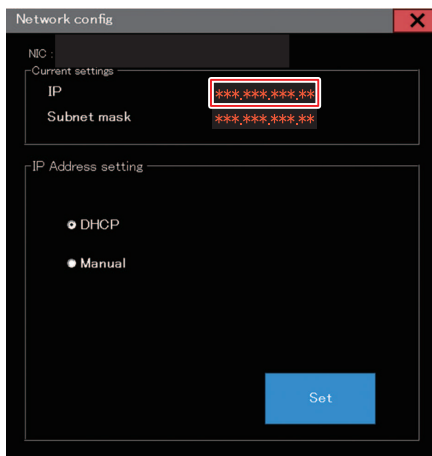 Network config
NIC :
Current settings
IP ***.***.***.**
Subnet mask ***.***.***.**
IP Address setting
DHCP
Manual
Set